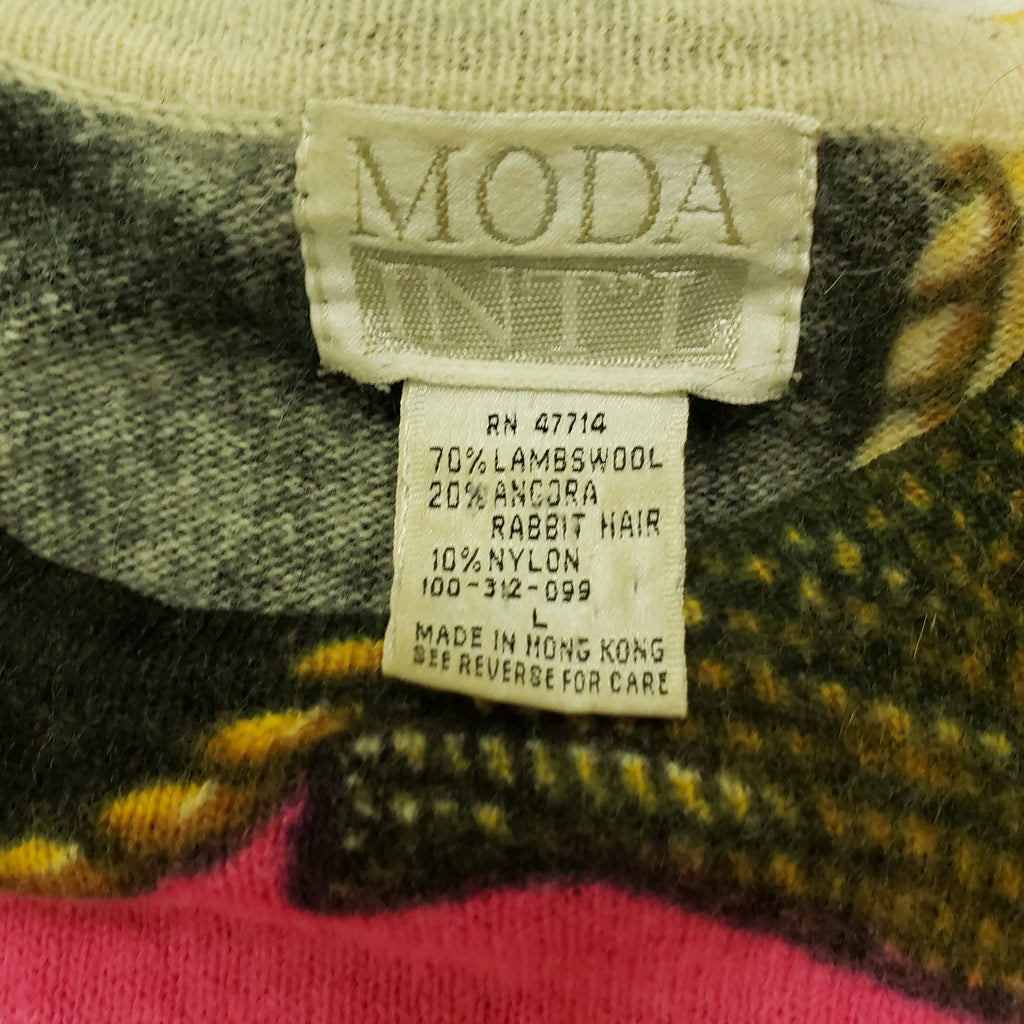 MODA
INT'L
RN 47714
70% LAMBSWOOL
20% ANGORA
RABBIT HAIR
10% NYLON
100-312-099
L
MADE IN HONG KONG
SEE REVERSE FOR CARE